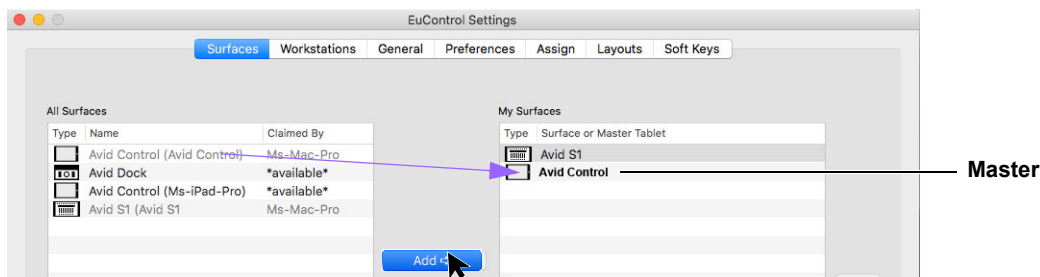 EuControl Settings
Surfaces Workstations General Preferences Assign Layouts Soft Keys
All Surfaces
Type Name Claimed By
Avid Control (Avid Control) Ms-Mac-Pro
Avid Dock *available*
Avid Control (Ms-iPad-Pro) *available*
Avid S1 (Avid S1 Ms-Mac-Pro
Add
My Surfaces
Type Surface or Master Tablet
Avid S1
Avid Control
Master